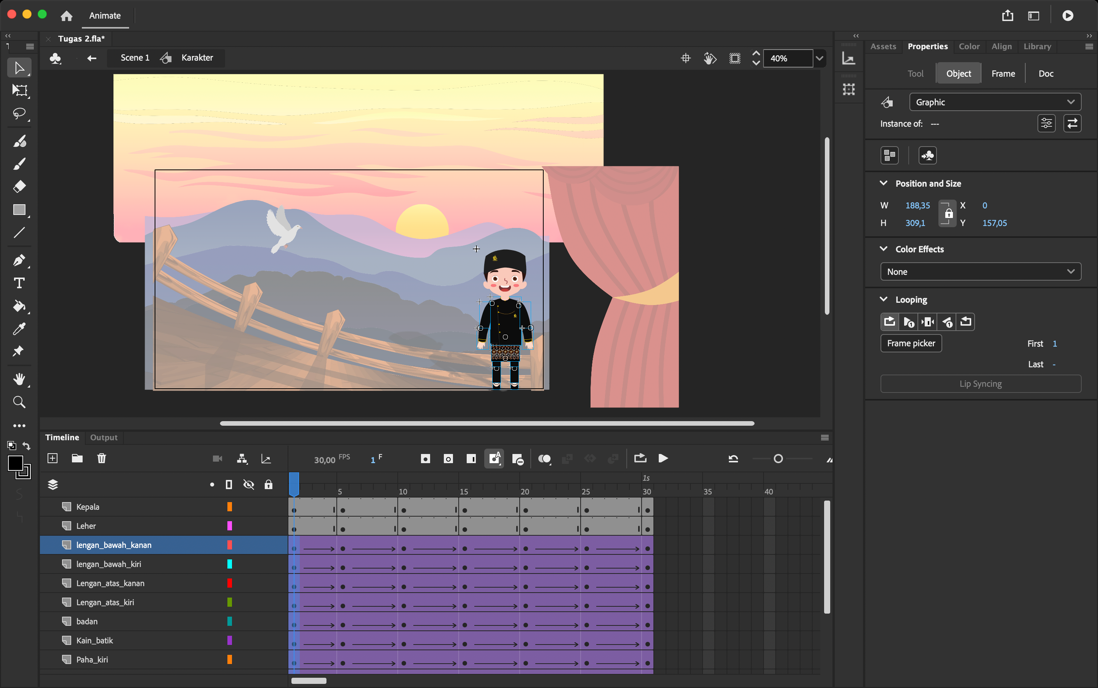 Animate
Tugas 2.fla*
Scene 1 Karakter 40%
Assets Properties Color Align Library
Tool Object Frame Doc
Graphic
Instance of: ---
Position and Size
W 188,35 X 0
H 309,1 Y 157,05
Color Effects
None
Looping
Frame picker First 1
Last -
Lip Syncing
Timeline Output
30,00 FPS 1 F
1s
5 10 15 20 25 30 35 40
Kepala
Leher
lengan_bawah_kanan
lengan_bawah_kiri
Lengan_atas_kanan
Lengan_atas_kiri
badan
Kain_batik
Paha_kiri